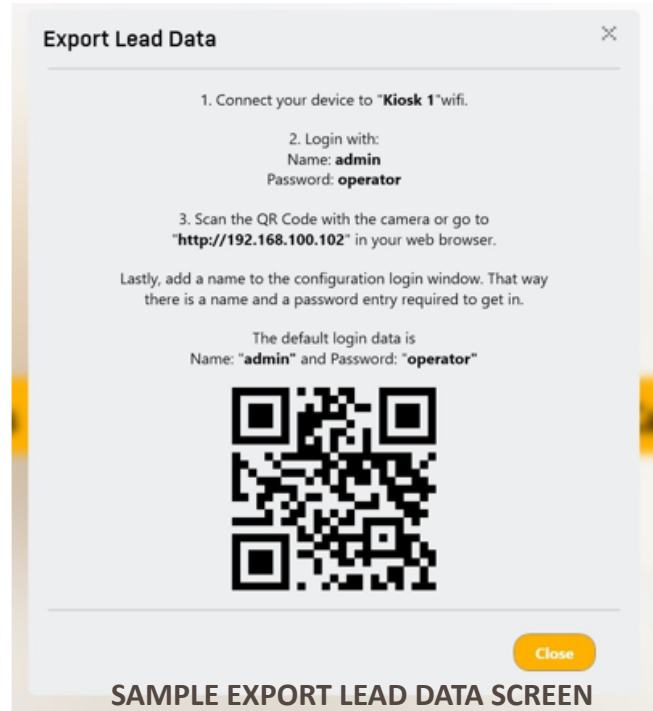 Export Lead Data
1. Connect your device to "Kiosk 1"wifi.
2. Login with:
Name: admin
Password: operator
3. Scan the QR Code with the camera or go to
"http://192.168.100.102" in your web browser.
Lastly, add a name to the configuration login window. That way
there is a name and a password entry required to get in.
The default login data is
Name: "admin" and Password: "operator"
Close
SAMPLE EXPORT LEAD DATA SCREEN